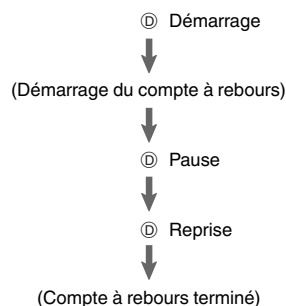 Ⓓ Démarrage
(Démarrage du compte à rebours)
Ⓓ Pause
Ⓓ Reprise
(Compte à rebours terminé)